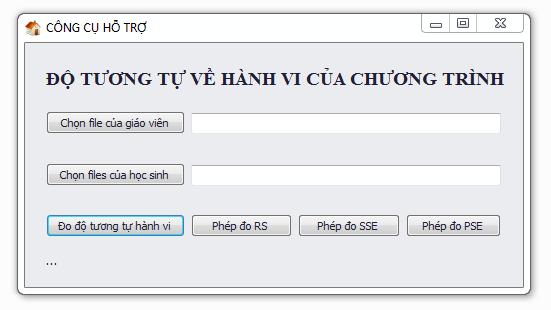 CÔNG CỤ HỖ TRỢ
ĐỘ TƯƠNG TỰ VỀ HÀNH VI CỦA CHƯƠNG TRÌNH
Chọn file của giáo viên
Chọn files của học sinh
Đo độ tương tự hành vi Phép đo RS Phép đo SSE Phép đo PSE
...